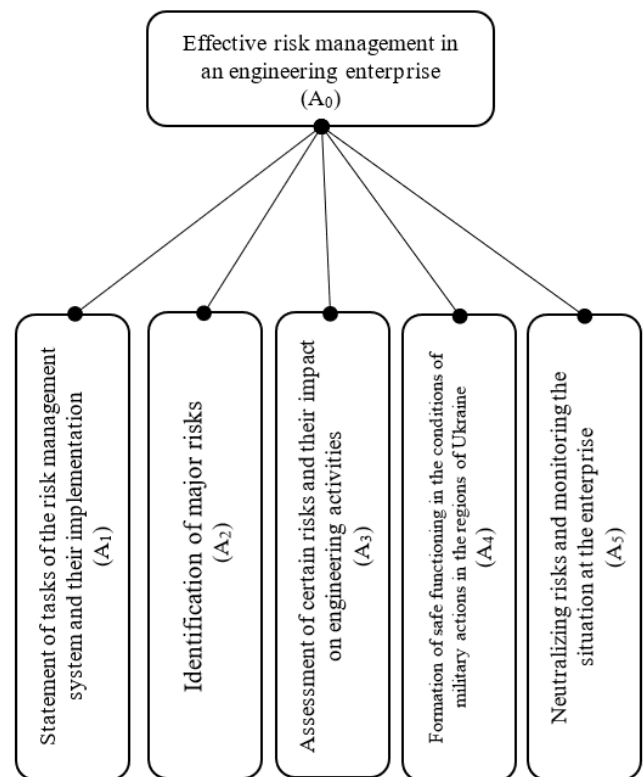 Effective risk management in
an engineering enterprise
(A₀)
Statement of tasks of the risk management
system and their implementation
(A₁)
Identification of major risks
(A₂)
Assessment of certain risks and their impact
on engineering activities
(A₃)
Formation of safe functioning in the conditions of
military actions in the regions of Ukraine
(A₄)
Neutralizing risks and monitoring the
situation at the enterprise
(A₅)